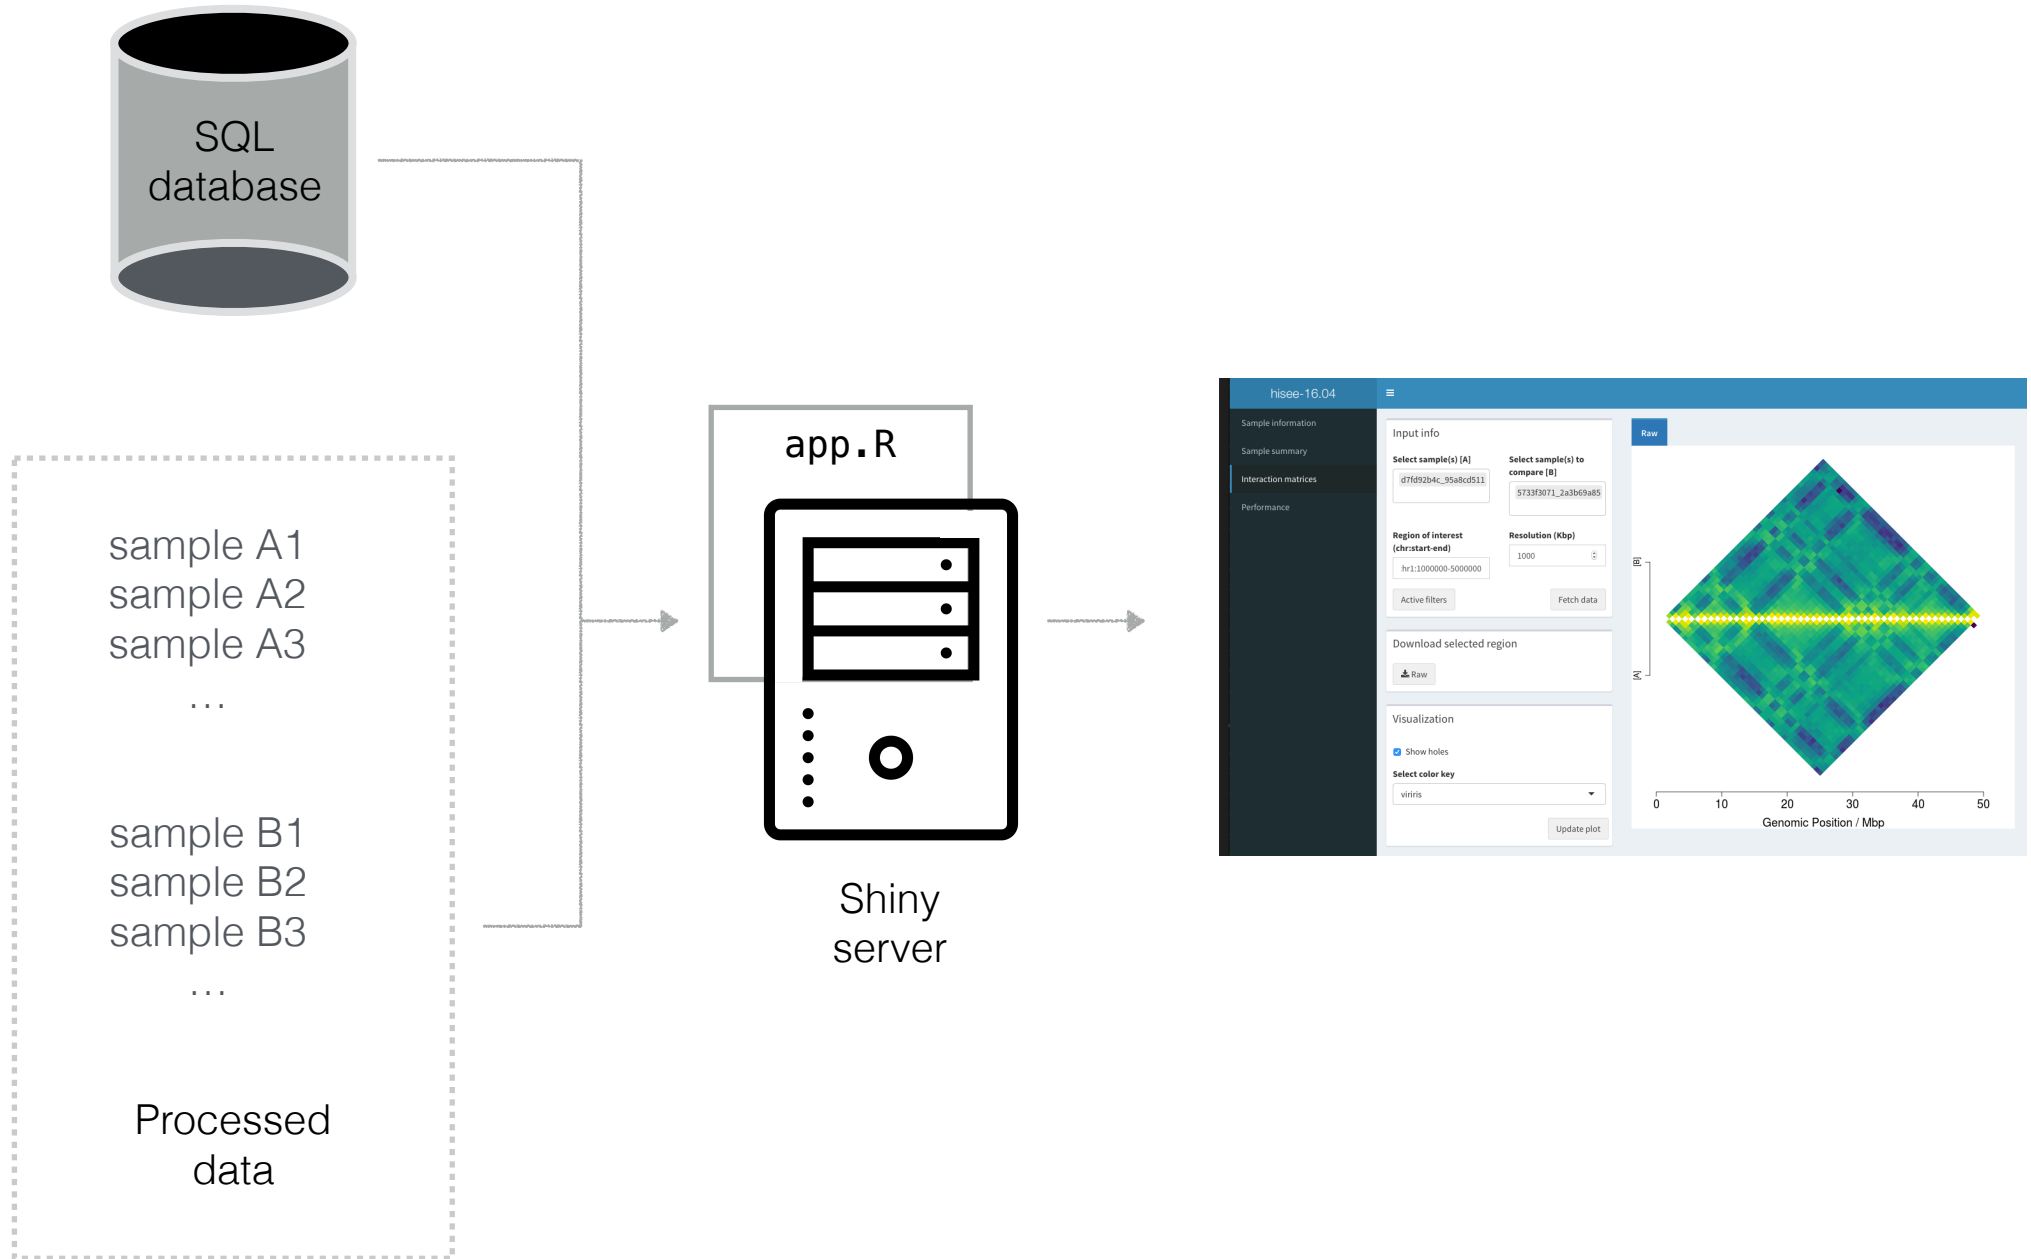 SQL
database
sample A1
sample A2
sample A3
...
sample B1
sample B2
sample B3
...
Processed
data
app.R
Shiny
server
hisee-16.04
Sample information
Sample summary
Interaction matrices
Performance
Input info
Select sample(s) [A]
d7fd92b4c_95a8cd511
Select sample(s) to
compare [B]
5733f3071_2a3b69a85
Region of interest
(chr:start-end)
hr1:1000000-5000000
Resolution (Kbp)
1000
Active filters
Fetch data
Download selected region
Raw
Visualization
Show holes
Select color key
viriris
Update plot
Raw
[B]
[A]
0 10 20 30 40 50
Genomic Position / Mbp